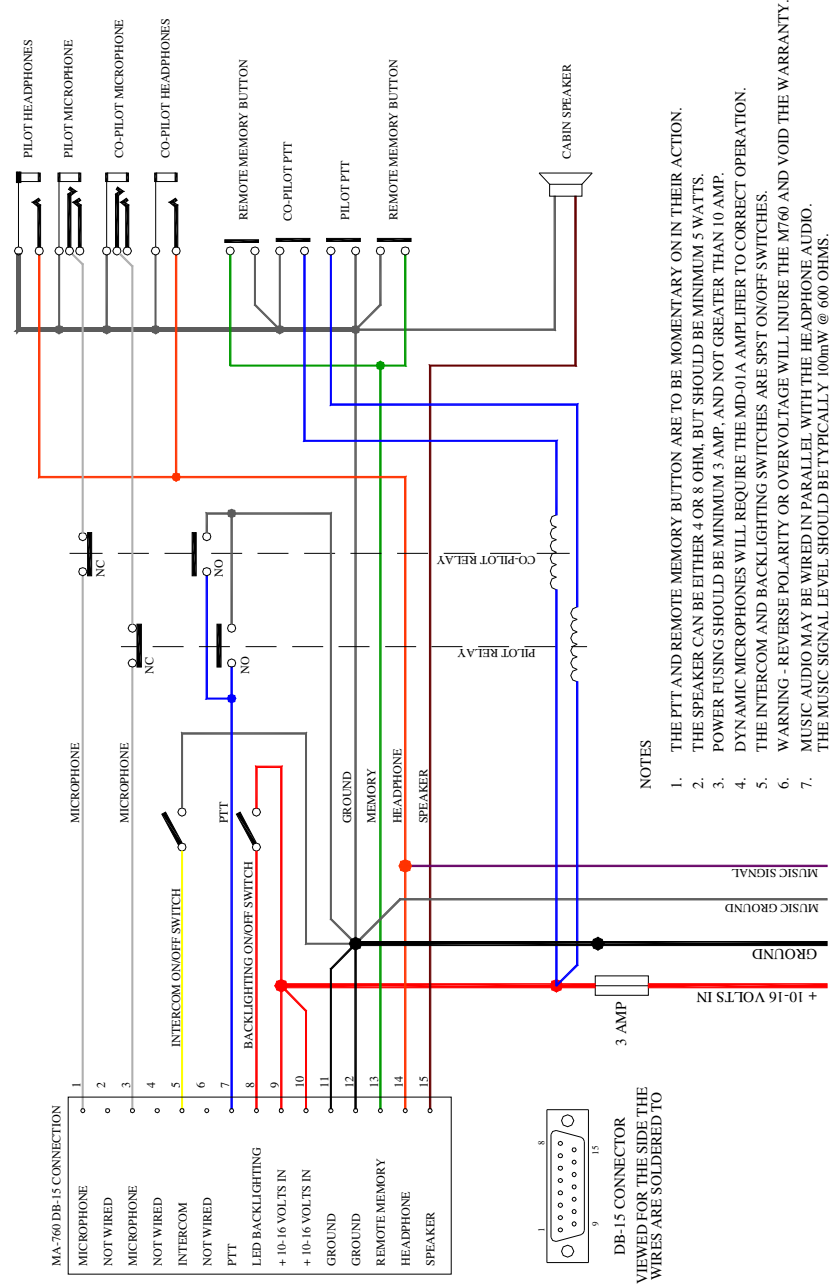 MA-760 DB-15 CONNECTION
MICROPHONE 1
NOT WIRED 2
MICROPHONE 3
NOT WIRED 4
INTERCOM 5
NOT WIRED 6
PTT 7
LED BACKLIGHTING 8
+ 10-16 VOLTS IN 9
+ 10-16 VOLTS IN 10
GROUND 11
GROUND 12
REMOTE MEMORY 13
HEADPHONE 14
SPEAKER 15
INTERCOM ON/OFF SWITCH
BACKLIGHTING ON/OFF SWITCH
MICROPHONE
MICROPHONE
PTT
GROUND
MEMORY
HEADPHONE
SPEAKER
NC
NC
NO
NO
CO-PILOT RELAY
PILOT RELAY
PILOT HEADPHONES
PILOT MICROPHONE
CO-PILOT MICROPHONE
CO-PILOT HEADPHONES
REMOTE MEMORY BUTTON
CO-PILOT PTT
PILOT PTT
REMOTE MEMORY BUTTON
CABIN SPEAKER
MUSIC SIGNAL
MUSIC GROUND
GROUND
+ 10-16 VOLTS IN
3 AMP
1
8
9
15
DB-15 CONNECTOR
VIEWED FOR THE SIDE THE
WIRES ARE SOLDERED TO
NOTES
1. THE PTT AND REMOTE MEMORY BUTTON ARE TO BE MOMENTARY ON IN THEIR ACTION.
2. THE SPEAKER CAN BE EITHER 4 OR 8 OHM, BUT SHOULD BE MINIMUM 5 WATTS.
3. POWER FUSING SHOULD BE MINIMUM 3 AMP, AND NOT GREATER THAN 10 AMP.
4. DYNAMIC MICROPHONES WILL REQUIRE THE MD-01A AMPLIFIER TO CORRECT OPERATION.
5. THE INTERCOM AND BACKLIGHTING SWITCHES ARE SPST ON/OFF SWITCHES.
6. WARNING - REVERSE POLARITY OR OVERVOLTAGE WILL INJURE THE M760 AND VOID THE WARRANTY.
7. MUSIC AUDIO MAY BE WIRED IN PARALLEL WITH THE HEADPHONE AUDIO.
THE MUSIC SIGNAL LEVEL SHOULD BE TYPICALLY 100mW @ 600 OHMS.